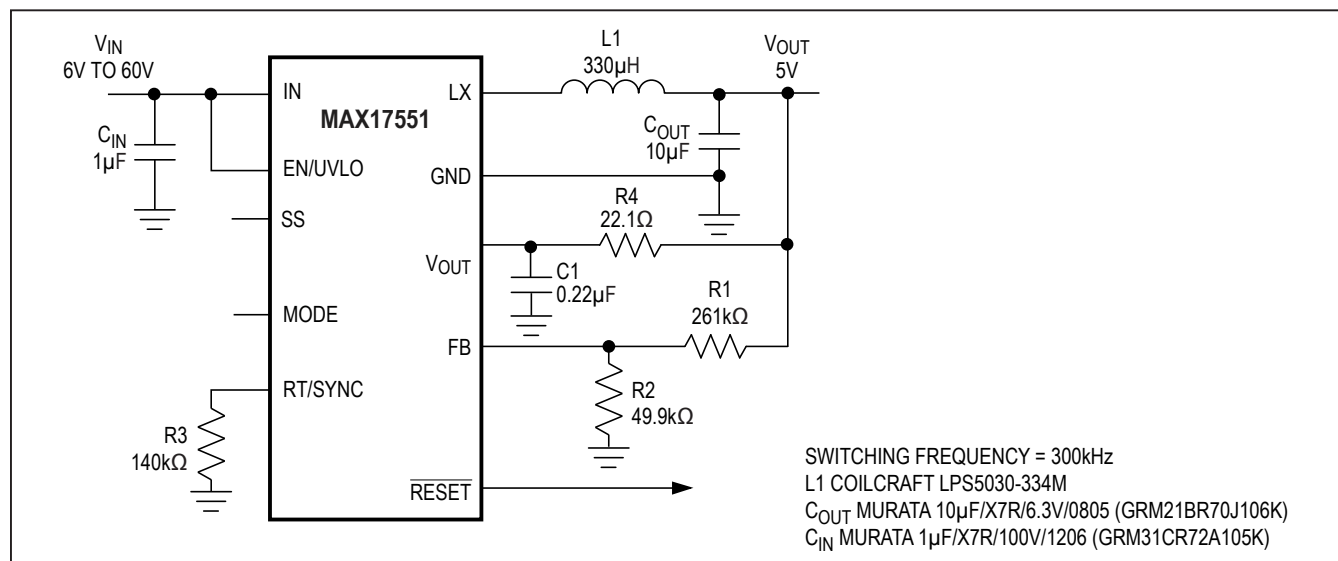 VIN
6V TO 60V
CIN
1µF
IN
EN/UVLO
SS
MODE
RT/SYNC
R3
140kΩ
MAX17551
LX
GND
VOUT
FB
RESET
L1
330µH
COUT
10µF
VOUT
5V
R4
22.1Ω
C1
0.22µF
R1
261kΩ
R2
49.9kΩ
SWITCHING FREQUENCY = 300kHz
L1 COILCRAFT LPS5030-334M
COUT MURATA 10µF/X7R/6.3V/0805 (GRM21BR70J106K)
CIN MURATA 1µF/X7R/100V/1206 (GRM31CR72A105K)